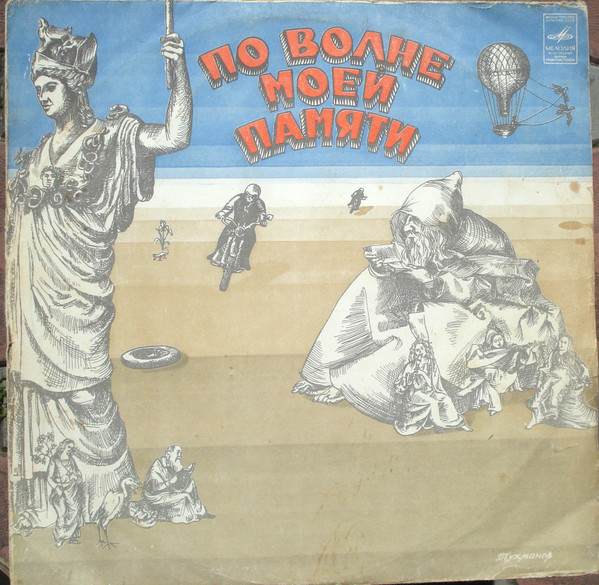 ПО ВОЛНЕ
МОЕЙ
ПАМЯТИ
МЕЛОДИЯ
Тухманов